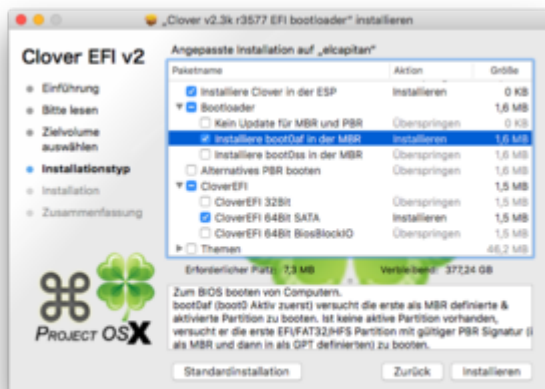 „Clover v2.3k r3577 EFI bootloader“ installieren
Clover EFI v2
Angepasste Installation auf „elcapitan“
Paketname Aktion Größe
Einführung
Bitte lesen
Zielvolume auswählen
Installationstyp
Installation
Zusammenfassung
Installiere Clover in der ESP Installieren 0 KB
Bootloader 1,6 MB
Kein Update für MBR und PBR Überspringen 0 KB
Installiere boot0af in der MBR Installieren 1,6 MB
Installiere boot0ss in der MBR Überspringen 1,6 MB
Alternatives PBR booten Überspringen 1,6 MB
CloverEFI 1,5 MB
CloverEFI 32Bit Überspringen 1,5 MB
CloverEFI 64Bit SATA Installieren 1,5 MB
CloverEFI 64Bit BiosBlockIO Überspringen 1,5 MB
Themen 46,2 MB
Erforderlicher Platz: 7,3 MB Verbleibend: 377,24 GB
Zum BIOS booten von Computern.
boot0af (boot0 Aktiv zuerst) versucht die erste als MBR definierte &
aktivierte Partition zu booten. Ist keine aktive Partition vorhanden,
versucht er die erste EFI/FAT32/HFS Partition mit gültiger PBR Signatur (i
als MBR und dann in als GPT definierten) zu booten.
PROJECT OSX
Standardinstallation Zurück Installieren